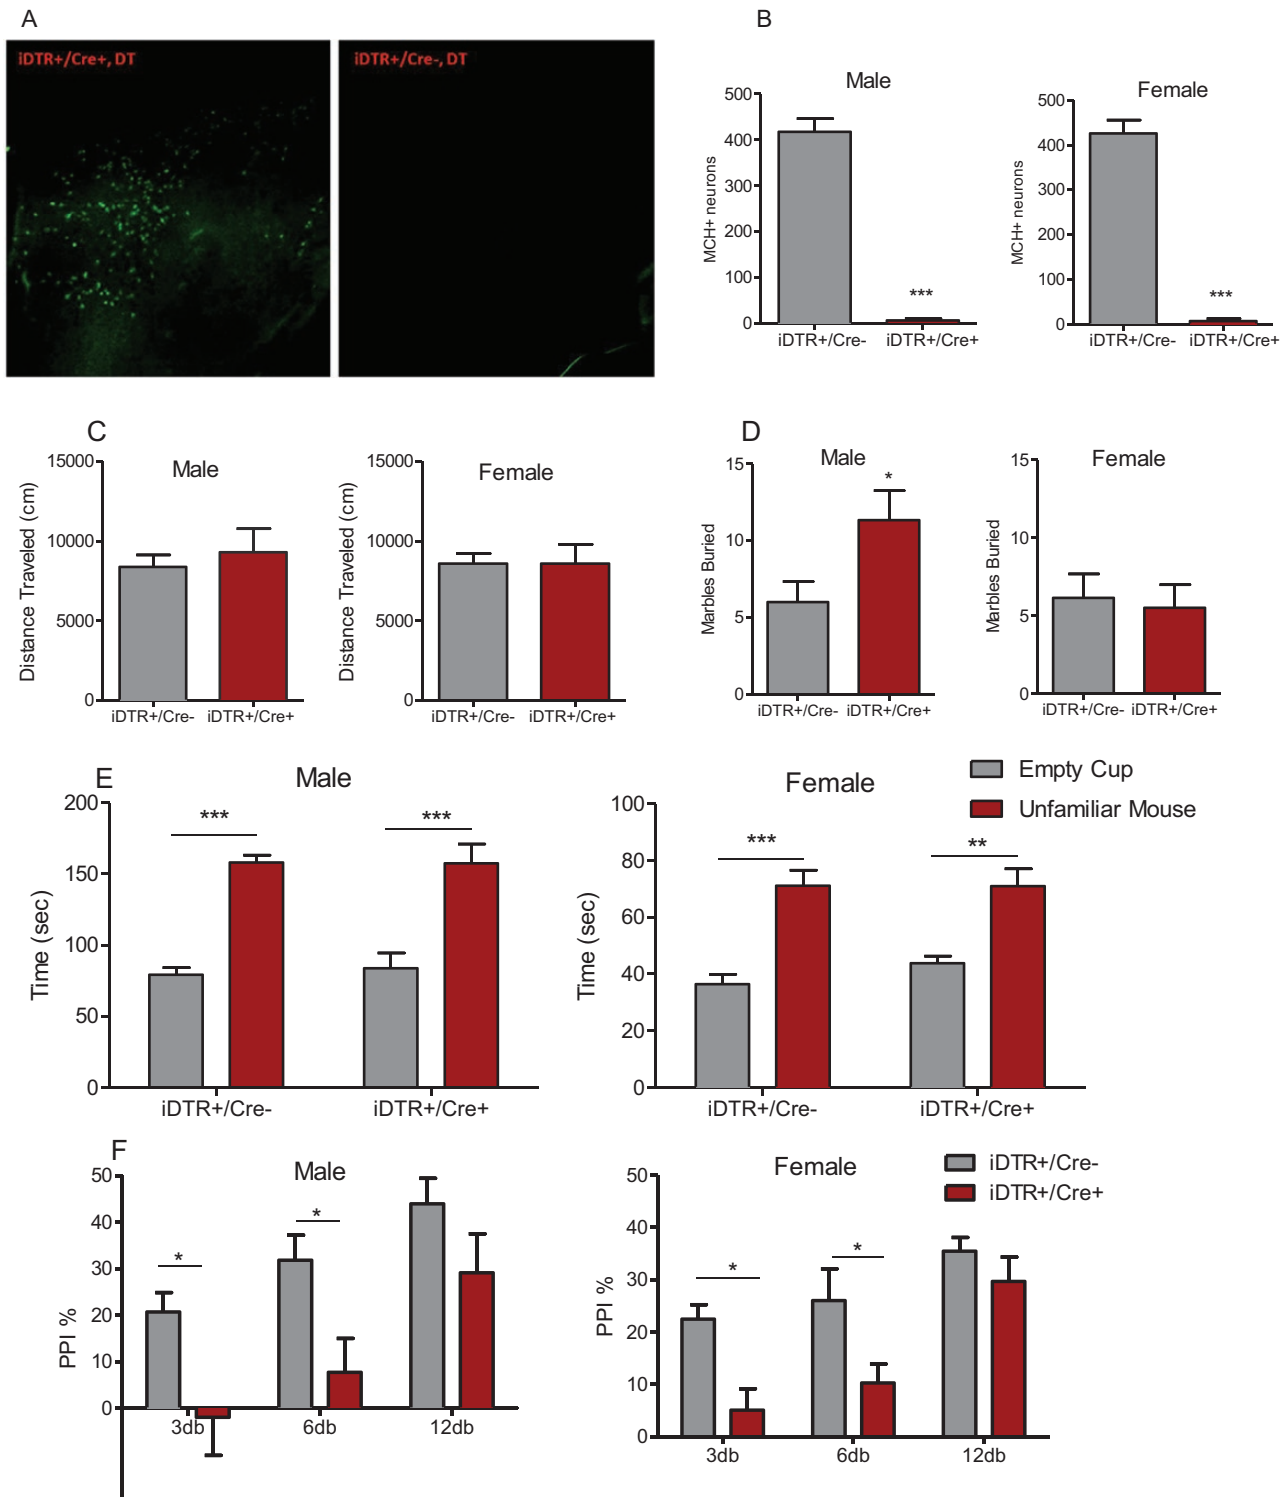 A
iDTR+/Cre+, DT
iDTR+/Cre-, DT
B
Male
MCH+ neurons
500
400
300
200
100
0
***
iDTR+/Cre-
iDTR+/Cre+
Female
MCH+ neurons
500
400
300
200
100
0
***
iDTR+/Cre-
iDTR+/Cre+
C
Male
Distance Traveled (cm)
15000
10000
5000
0
iDTR+/Cre-
iDTR+/Cre+
Female
Distance Traveled (cm)
15000
10000
5000
0
iDTR+/Cre-
iDTR+/Cre+
D
Male
Marbles Buried
15
10
5
0
*
iDTR+/Cre-
iDTR+/Cre+
Female
Marbles Buried
15
10
5
0
iDTR+/Cre-
iDTR+/Cre+
E
Male
Time (sec)
200
150
100
50
0
***
***
iDTR+/Cre-
iDTR+/Cre+
Female
Time (sec)
100
80
60
40
20
0
***
**
iDTR+/Cre-
iDTR+/Cre+
Empty Cup
Unfamiliar Mouse
F
Male
PPI %
50
40
30
20
10
0
*
*
3db
6db
12db
Female
PPI %
50
40
30
20
10
0
*
*
3db
6db
12db
iDTR+/Cre-
iDTR+/Cre+